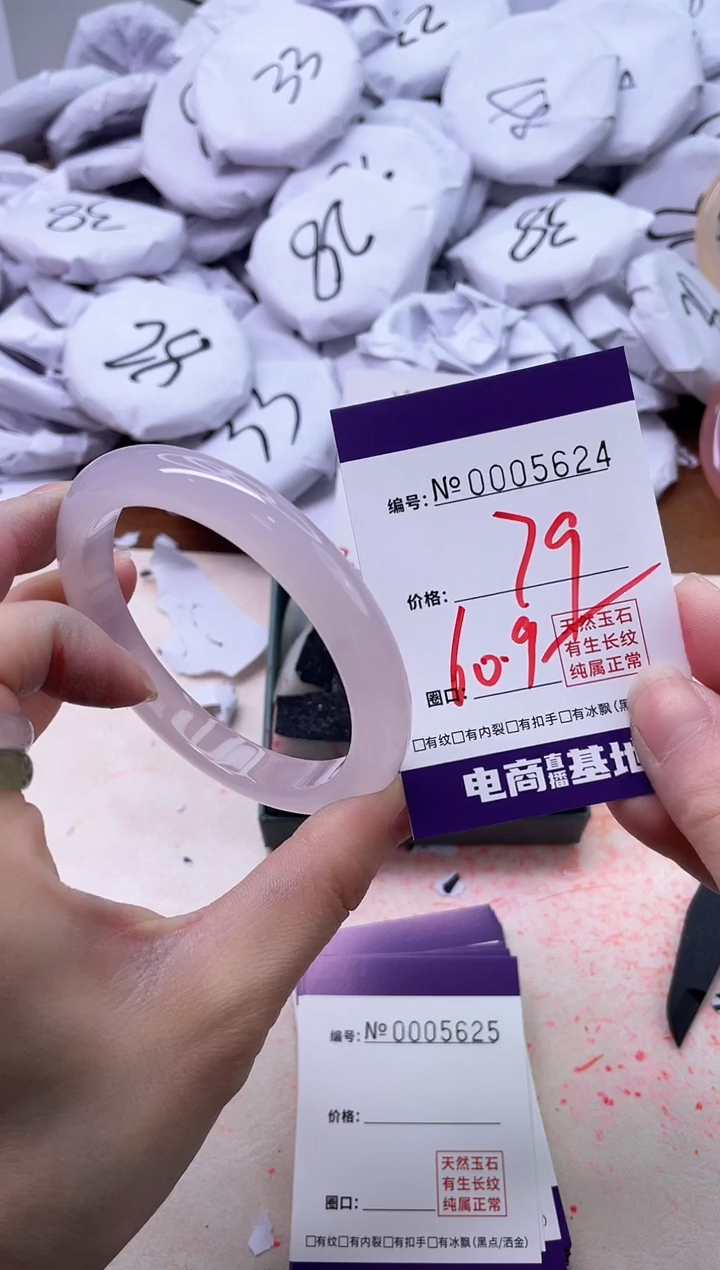 33
22
28
38
38
28
33
编号: № 0005624
价格: 79
圈口: 60.9
天然玉石
有生长纹
纯属正常
□有纹□有内裂□有扣手□有冰飘(黑
电商直播基地
编号: № 0005625
价格:
圈口:
天然玉石
有生长纹
纯属正常
□有纹□有内裂□有扣手□有冰飘(黑点/洒金)